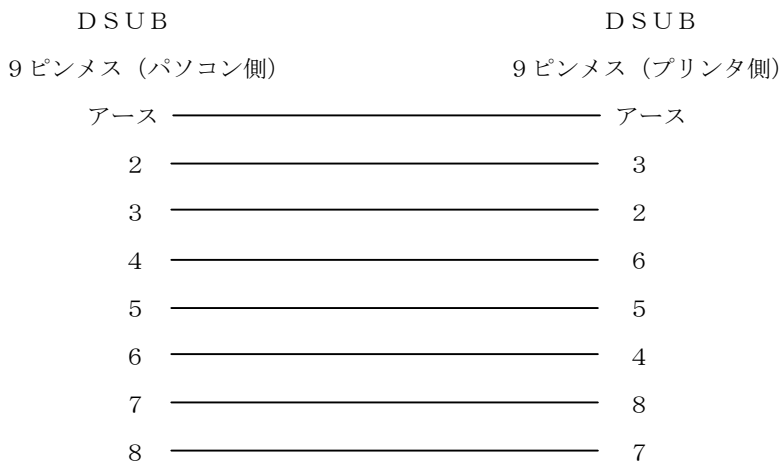 ＤＳＵＢ ＤＳＵＢ
９ピンメス（パソコン側） ９ピンメス（プリンタ側）
アース アース
２ ３
３ ２
４ ６
５ ５
６ ４
７ ８
８ ７